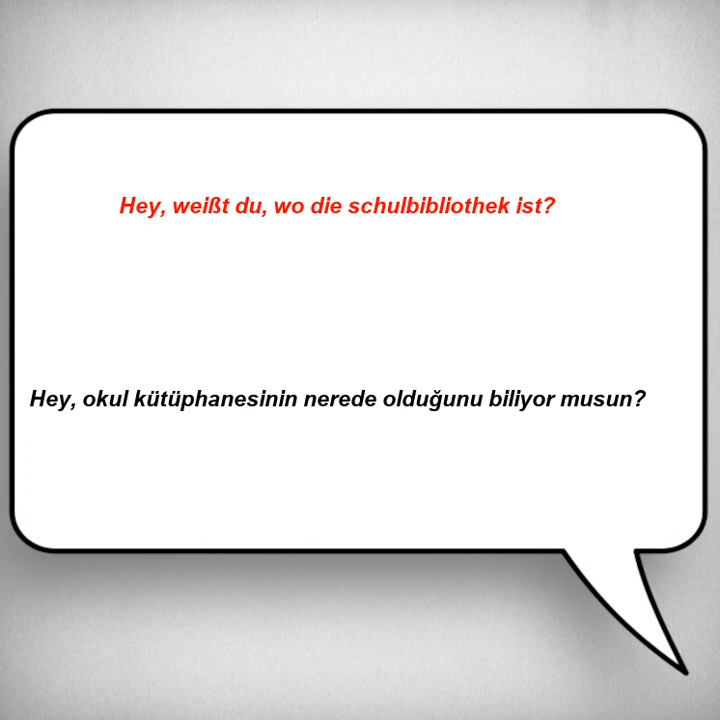 Hey, weißt du, wo die schulbibliothek ist?
Hey, okul kütüphanesinin nerede olduğunu biliyor musun?